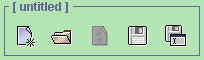 [ untitled ]